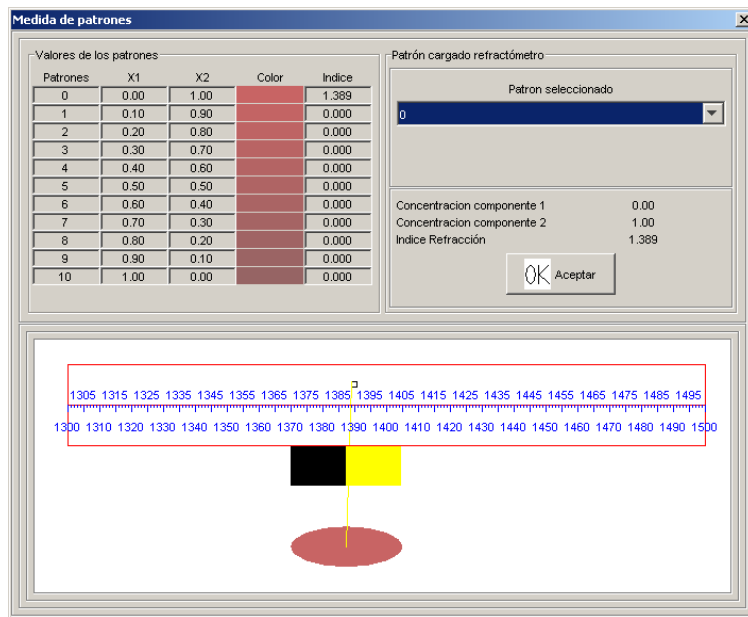 Medida de patrones
Valores de los patrones
Patrones X1 X2 Color Indice
0 0.00 1.00 1.389
1 0.10 0.90 0.000
2 0.20 0.80 0.000
3 0.30 0.70 0.000
4 0.40 0.60 0.000
5 0.50 0.50 0.000
6 0.60 0.40 0.000
7 0.70 0.30 0.000
8 0.80 0.20 0.000
9 0.90 0.10 0.000
10 1.00 0.00 0.000
Patrón cargado refractómetro
Patron seleccionado
0
Concentracion componente 1 0.00
Concentracion componente 2 1.00
Indice Refracción 1.389
OK Aceptar
1305 1315 1325 1335 1345 1355 1365 1375 1385 1395 1405 1415 1425 1435 1445 1455 1465 1475 1485 1495
1300 1310 1320 1330 1340 1350 1360 1370 1380 1390 1400 1410 1420 1430 1440 1450 1460 1470 1480 1490 1500